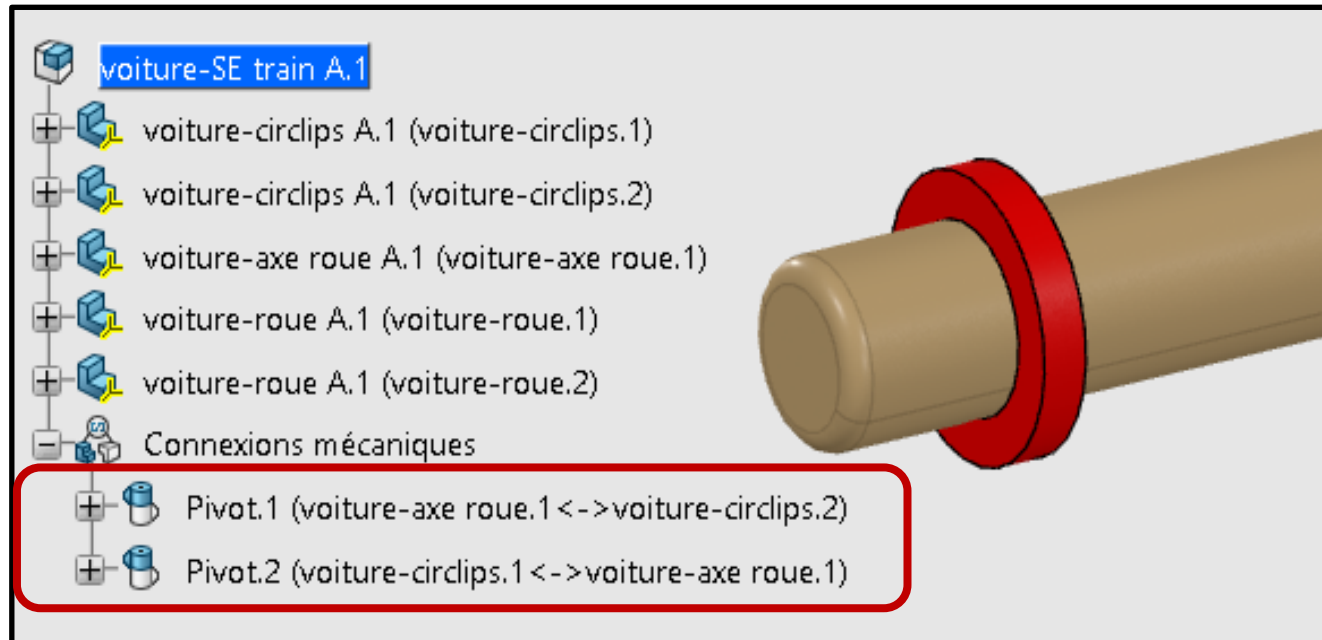 voiture-SE train A.1
voiture-circlips A.1 (voiture-circlips.1)
voiture-circlips A.1 (voiture-circlips.2)
voiture-axe roue A.1 (voiture-axe roue.1)
voiture-roue A.1 (voiture-roue.1)
voiture-roue A.1 (voiture-roue.2)
Connexions mécaniques
Pivot.1 (voiture-axe roue.1<->voiture-circlips.2)
Pivot.2 (voiture-circlips.1<->voiture-axe roue.1)